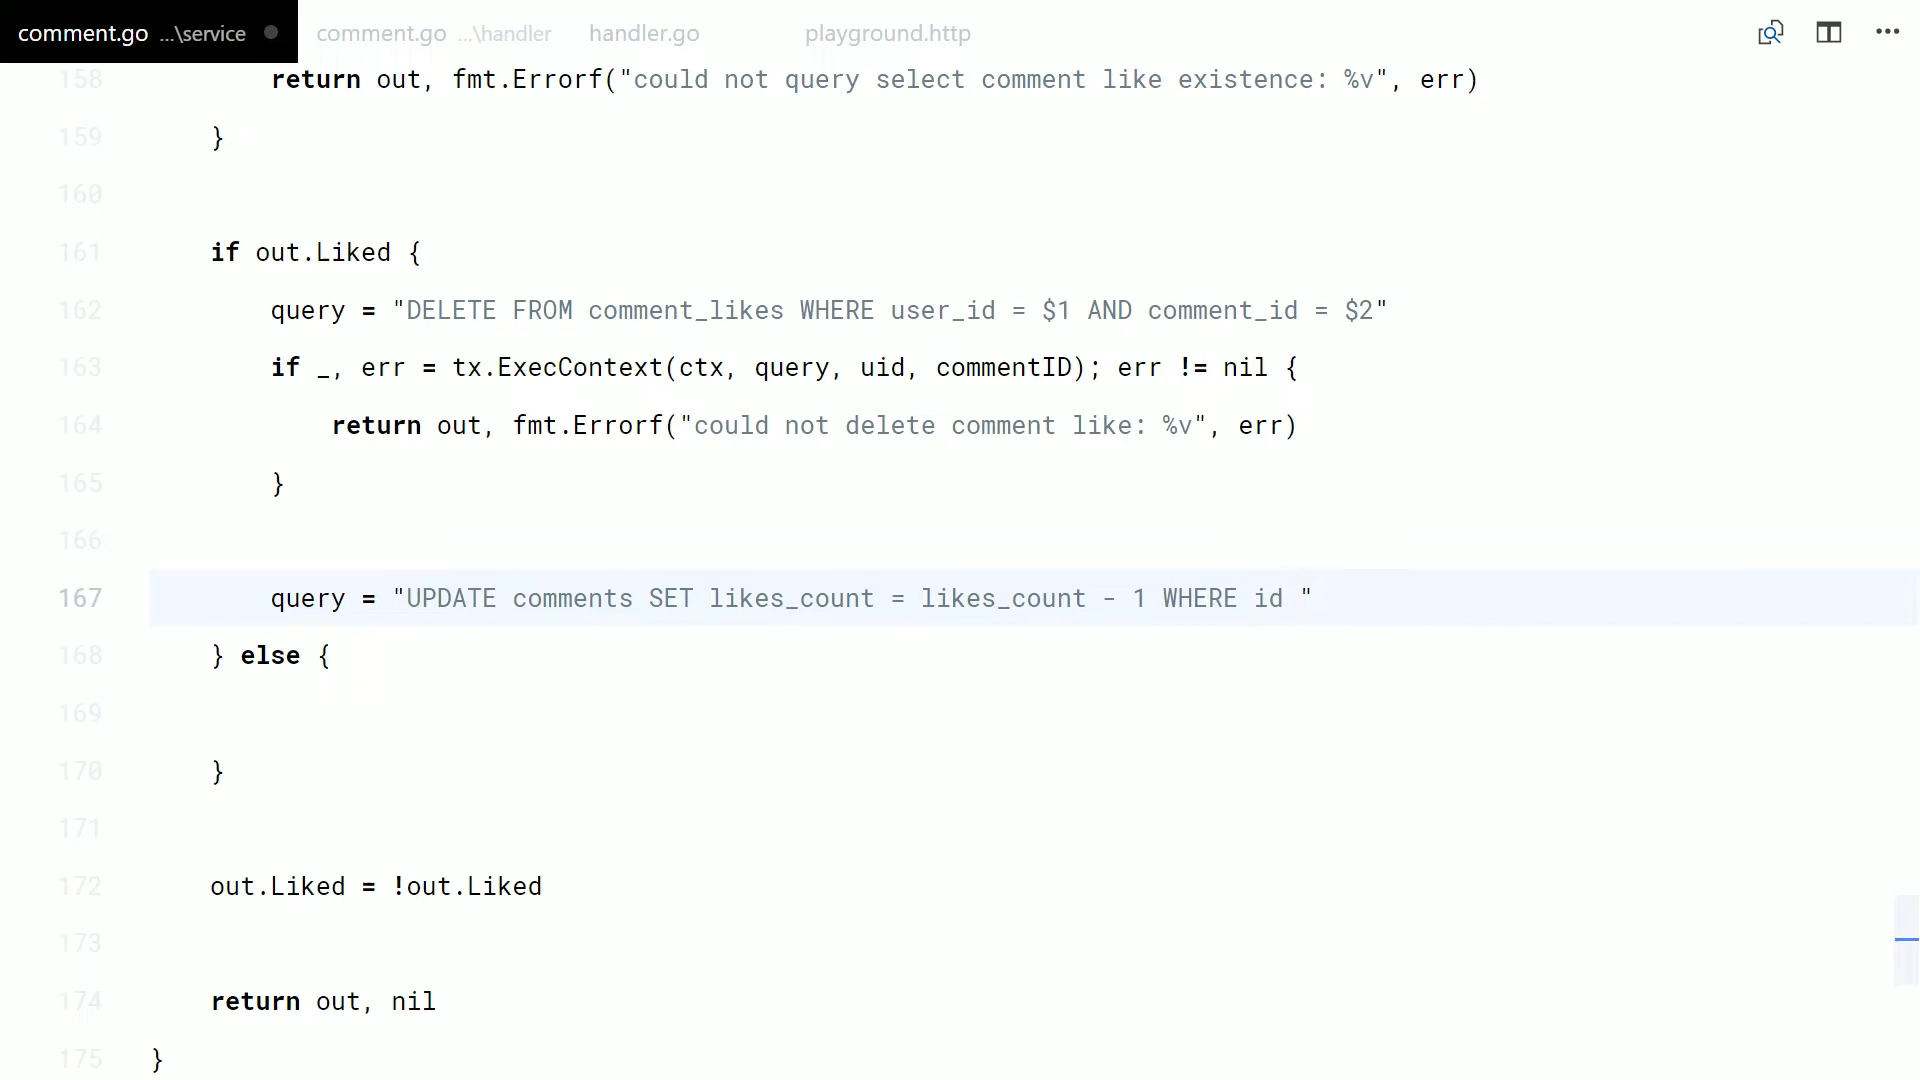 comment.go ...\service comment.go ...\handler handler.go playground.http
158 return out, fmt.Errorf("could not query select comment like existence: %v", err)
159 }
160
161 if out.Liked {
162 query = "DELETE FROM comment_likes WHERE user_id = $1 AND comment_id = $2"
163 if _, err = tx.ExecContext(ctx, query, uid, commentID); err != nil {
164 return out, fmt.Errorf("could not delete comment like: %v", err)
165 }
166
167 query = "UPDATE comments SET likes_count = likes_count - 1 WHERE id "
168 } else {
169
170 }
171
172 out.Liked = !out.Liked
173
174 return out, nil
175 }